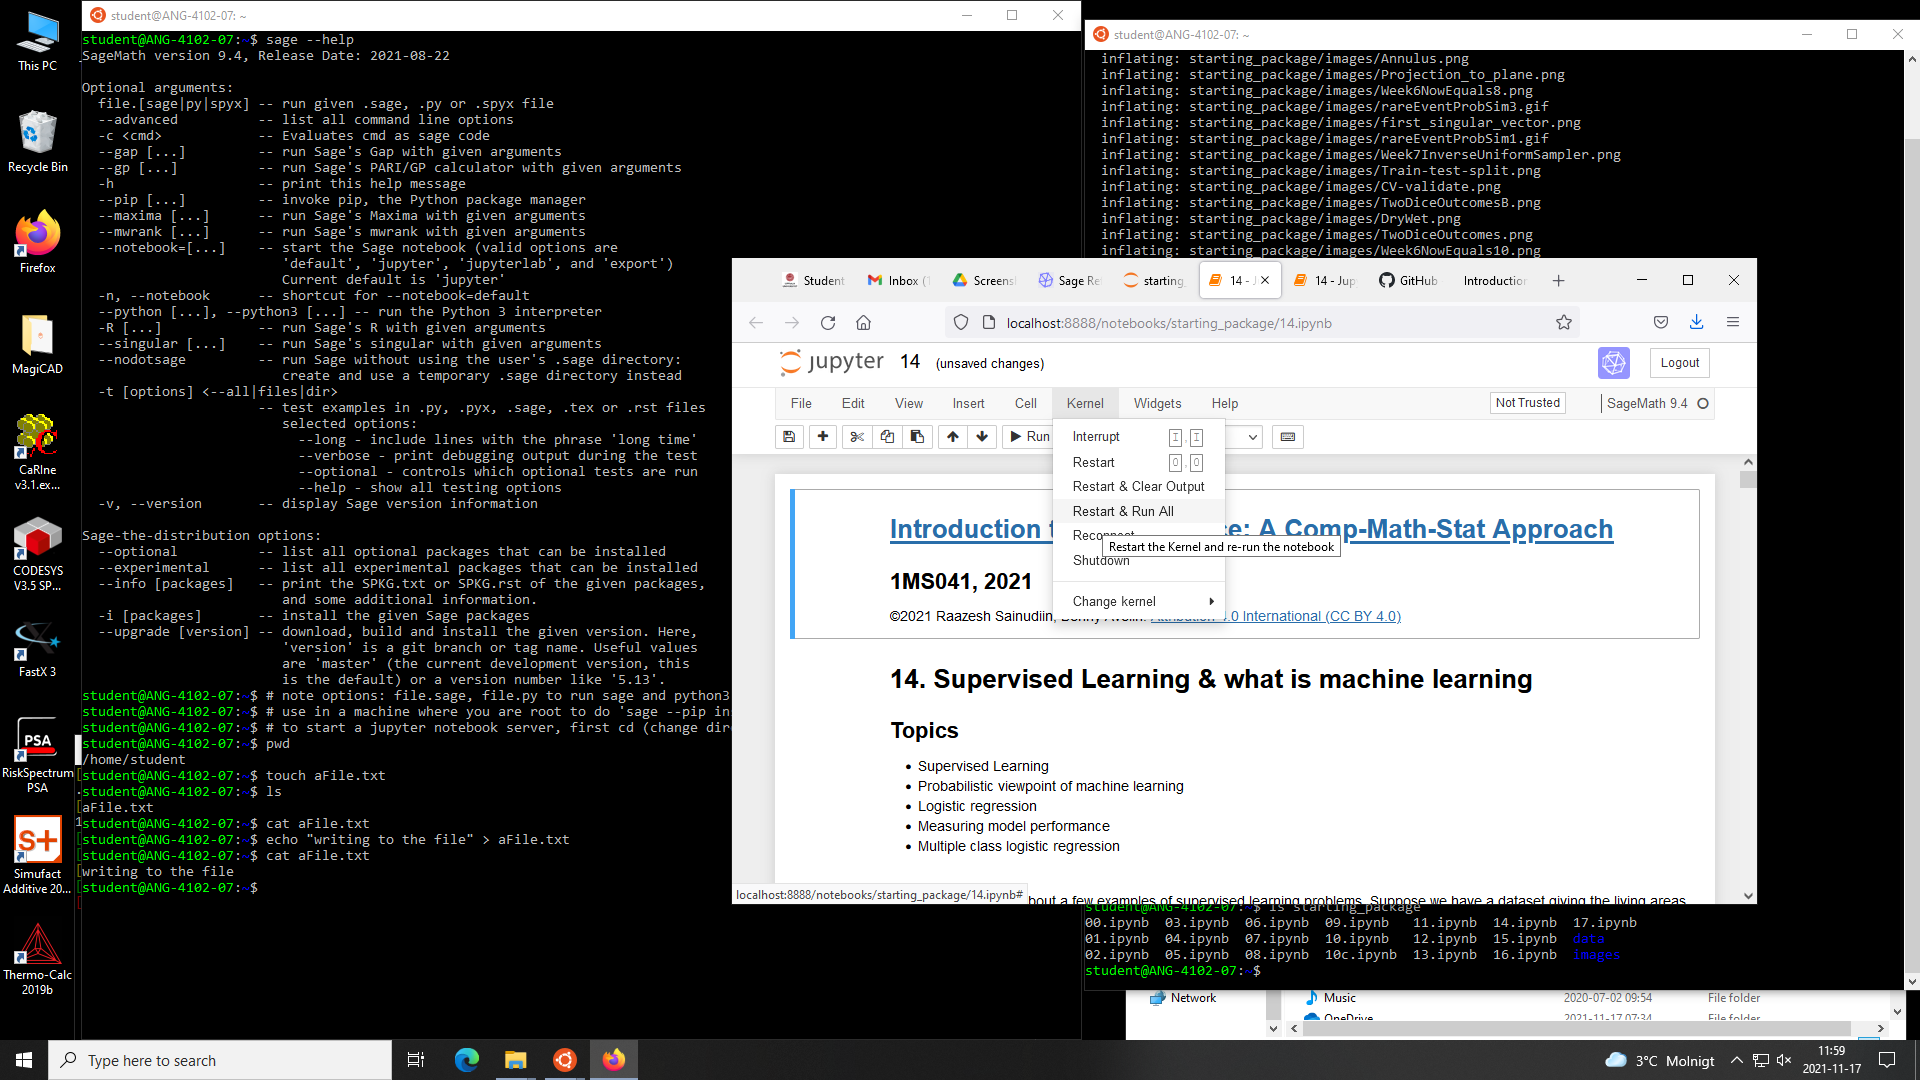 This PC
Recycle Bin
Firefox
MagiCAD
CaRIne
v3.1.ex...
CODESYS
V3.5 SP...
FastX 3
RiskSpectrum
PSA
Simufact
Additive 20...
Thermo-Calc
2019b
student@ANG-4102-07: ~
student@ANG-4102-07:~$ sage --help
SageMath version 9.4, Release Date: 2021-08-22
Optional arguments:
file.[sage|py|spyx] -- run given .sage, .py or .spyx file
--advanced -- list all command line options
-c <cmd> -- Evaluates cmd as sage code
--gap [...] -- run Sage's Gap with given arguments
--gp [...] -- run Sage's PARI/GP calculator with given arguments
-h -- print this help message
--pip [...] -- invoke pip, the Python package manager
--maxima [...] -- run Sage's Maxima with given arguments
--mwrank [...] -- run Sage's mwrank with given arguments
--notebook=[...] -- start the Sage notebook (valid options are
'default', 'jupyter', 'jupyterlab', and 'export')
Current default is 'jupyter'
-n, --notebook -- shortcut for --notebook=default
--python [...], --python3 [...] -- run the Python 3 interpreter
-R [...] -- run Sage's R with given arguments
--singular [...] -- run Sage's singular with given arguments
--nodotsage -- run Sage without using the user's .sage directory:
create and use a temporary .sage directory instead
-t [options] <--all|files|dir>
-- test examples in .py, .pyx, .sage, .tex or .rst files
selected options:
--long - include lines with the phrase 'long time'
--verbose - print debugging output during the test
--optional - controls which optional tests are run
--help - show all testing options
-v, --version -- display Sage version information
Sage-the-distribution options:
--optional -- list all optional packages that can be installed
--experimental -- list all experimental packages that can be installed
--info [packages] -- print the SPKG.txt or SPKG.rst of the given packages,
and some additional information.
-i [packages] -- install the given Sage packages
--upgrade [version] -- download, build and install the given version. Here,
'version' is a git branch or tag name. Useful values
are 'master' (the current development version, this
is the default) or a version number like '5.13'.
student@ANG-4102-07:~$ # note options: file.sage, file.py to run sage and python3
student@ANG-4102-07:~$ # use in a machine where you are root to do 'sage --pip in
student@ANG-4102-07:~$ # to start a jupyter notebook server, first cd (change dir
student@ANG-4102-07:~$ pwd
/home/student
student@ANG-4102-07:~$ touch aFile.txt
student@ANG-4102-07:~$ ls
aFile.txt
student@ANG-4102-07:~$ cat aFile.txt
student@ANG-4102-07:~$ echo "writing to the file" > aFile.txt
student@ANG-4102-07:~$ cat aFile.txt
writing to the file
student@ANG-4102-07:~$
student@ANG-4102-07: ~
inflating: starting_package/images/Annulus.png
inflating: starting_package/images/Projection_to_plane.png
inflating: starting_package/images/Week6NowEquals8.png
inflating: starting_package/images/rareEventProbSim3.gif
inflating: starting_package/images/first_singular_vector.png
inflating: starting_package/images/rareEventProbSim1.gif
inflating: starting_package/images/Week7InverseUniformSampler.png
inflating: starting_package/images/Train-test-split.png
inflating: starting_package/images/CV-validate.png
inflating: starting_package/images/TwoDiceOutcomesB.png
inflating: starting_package/images/DryWet.png
inflating: starting_package/images/TwoDiceOutcomes.png
inflating: starting_package/images/Week6NowEquals10.png
Student Inbox (1 Screensh Sage Re starting_ 14 - J 14 - Jup GitHub Introduction
localhost:8888/notebooks/starting_package/14.ipynb
jupyter 14 (unsaved changes) Logout
File Edit View Insert Cell Kernel Widgets Help Not Trusted SageMath 9.4
Run
Interrupt I , I
Restart 0 , 0
Restart & Clear Output
Restart & Run All
Reconnect
Restart the Kernel and re-run the notebook
Shutdown
Change kernel
Introduction t ce: A Comp-Math-Stat Approach
1MS041, 2021
©2021 Raazesh Sainudiin, Benny Avelin. Attribution 4.0 International (CC BY 4.0)
14. Supervised Learning & what is machine learning
Topics
Supervised Learning
Probabilistic viewpoint of machine learning
Logistic regression
Measuring model performance
Multiple class logistic regression
bout a few examples of supervised learning problems. Suppose we have a dataset giving the living areas
localhost:8888/notebooks/starting_package/14.ipynb#
student@ANG-4102-07:~$ ls starting_package
00.ipynb 03.ipynb 06.ipynb 09.ipynb 11.ipynb 14.ipynb 17.ipynb
01.ipynb 04.ipynb 07.ipynb 10.ipynb 12.ipynb 15.ipynb data
02.ipynb 05.ipynb 08.ipynb 10c.ipynb 13.ipynb 16.ipynb images
student@ANG-4102-07:~$
Network Music 2020-07-02 09:54 File folder
OneDrive 2021-11-17 07:34 File folder
Type here to search
3°C Molnigt
11:59
2021-11-17